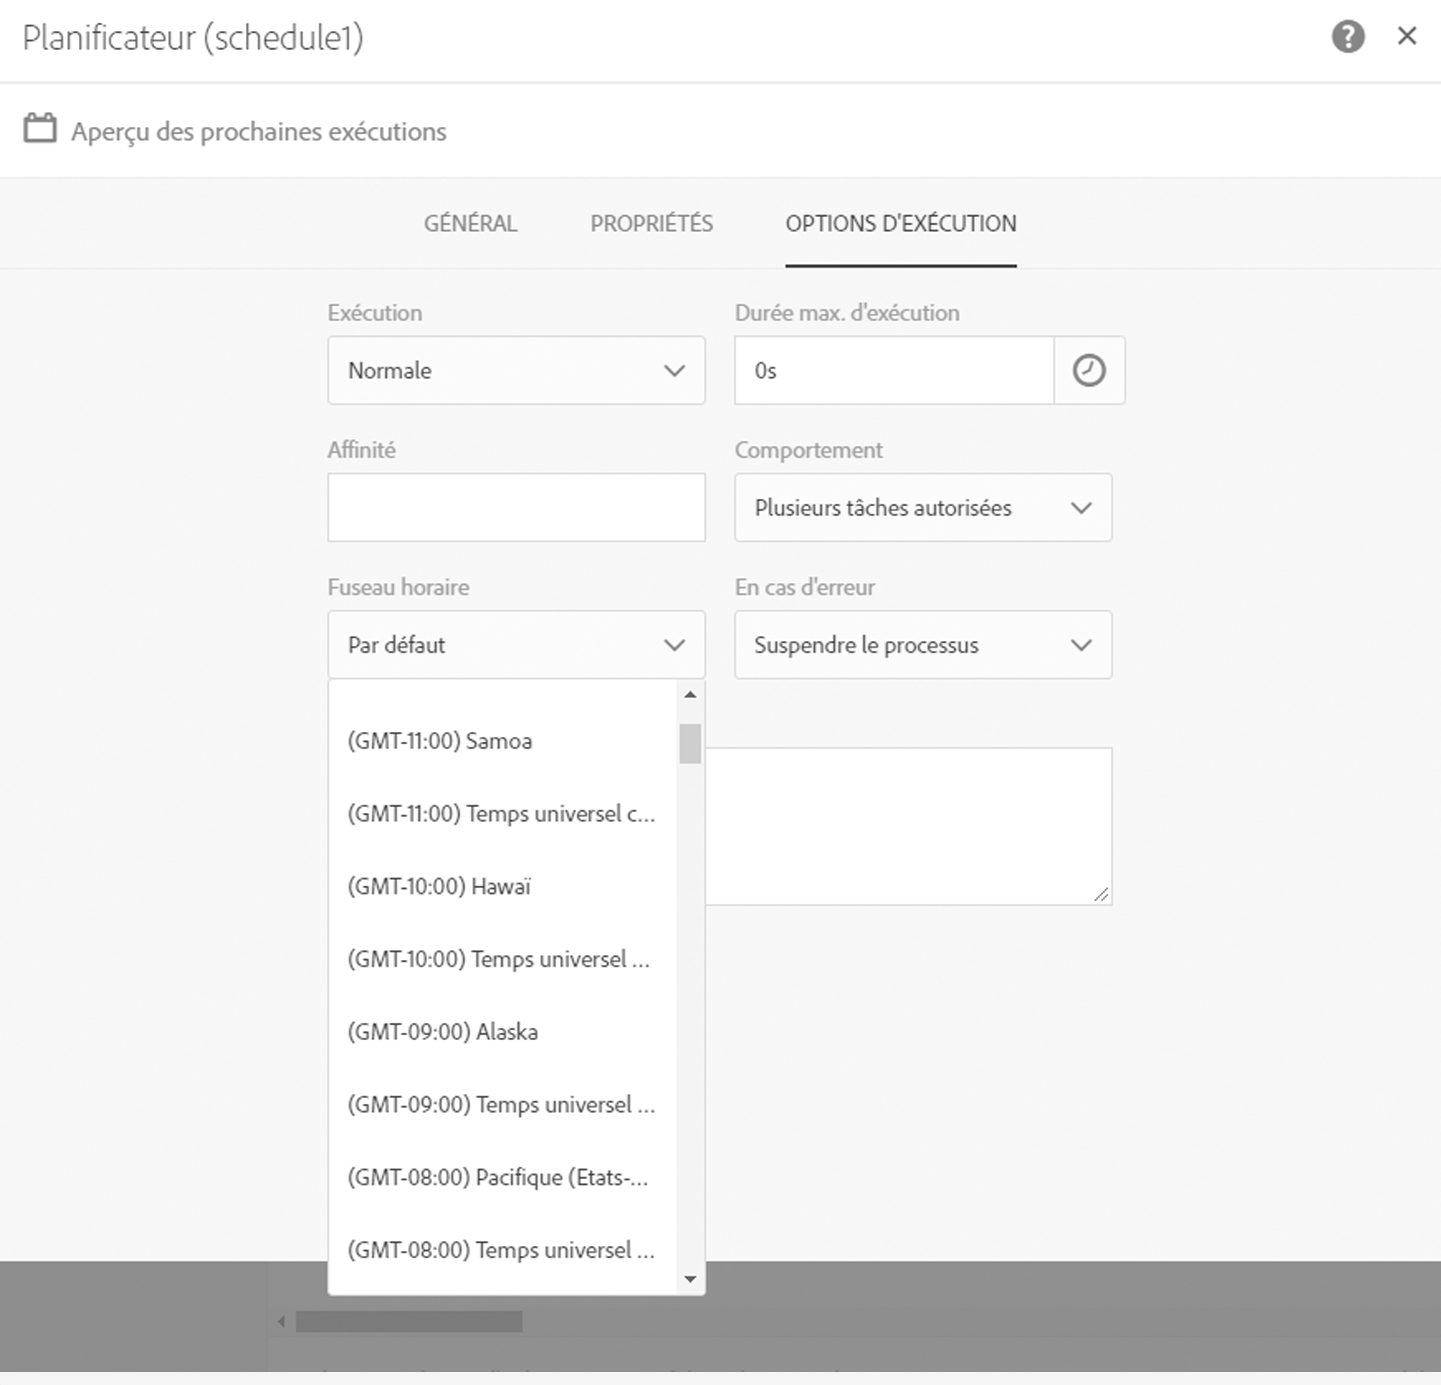 Planificateur (schedule1)
Aperçu des prochaines exécutions
GÉNÉRAL
PROPRIÉTÉS
OPTIONS D'EXÉCUTION
Exécution
Durée max. d'exécution
Normale
0s
Affinité
Comportement
Plusieurs tâches autorisées
Fuseau horaire
En cas d'erreur
Par défaut
Suspendre le processus
(GMT-11:00) Samoa
(GMT-11:00) Temps universel c...
(GMT-10:00) Hawaï
(GMT-10:00) Temps universel ...
(GMT-09:00) Alaska
(GMT-09:00) Temps universel ...
(GMT-08:00) Pacifique (Etats-...
(GMT-08:00) Temps universel ...